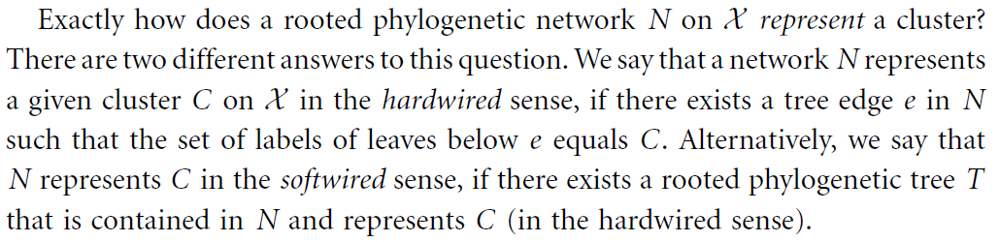 Exactly how does a rooted phylogenetic network N on 𝒳 represent a cluster?
There are two different answers to this question. We say that a network N represents
a given cluster C on 𝒳 in the hardwired sense, if there exists a tree edge e in N
such that the set of labels of leaves below e equals C. Alternatively, we say that
N represents C in the softwired sense, if there exists a rooted phylogenetic tree T
that is contained in N and represents C (in the hardwired sense).